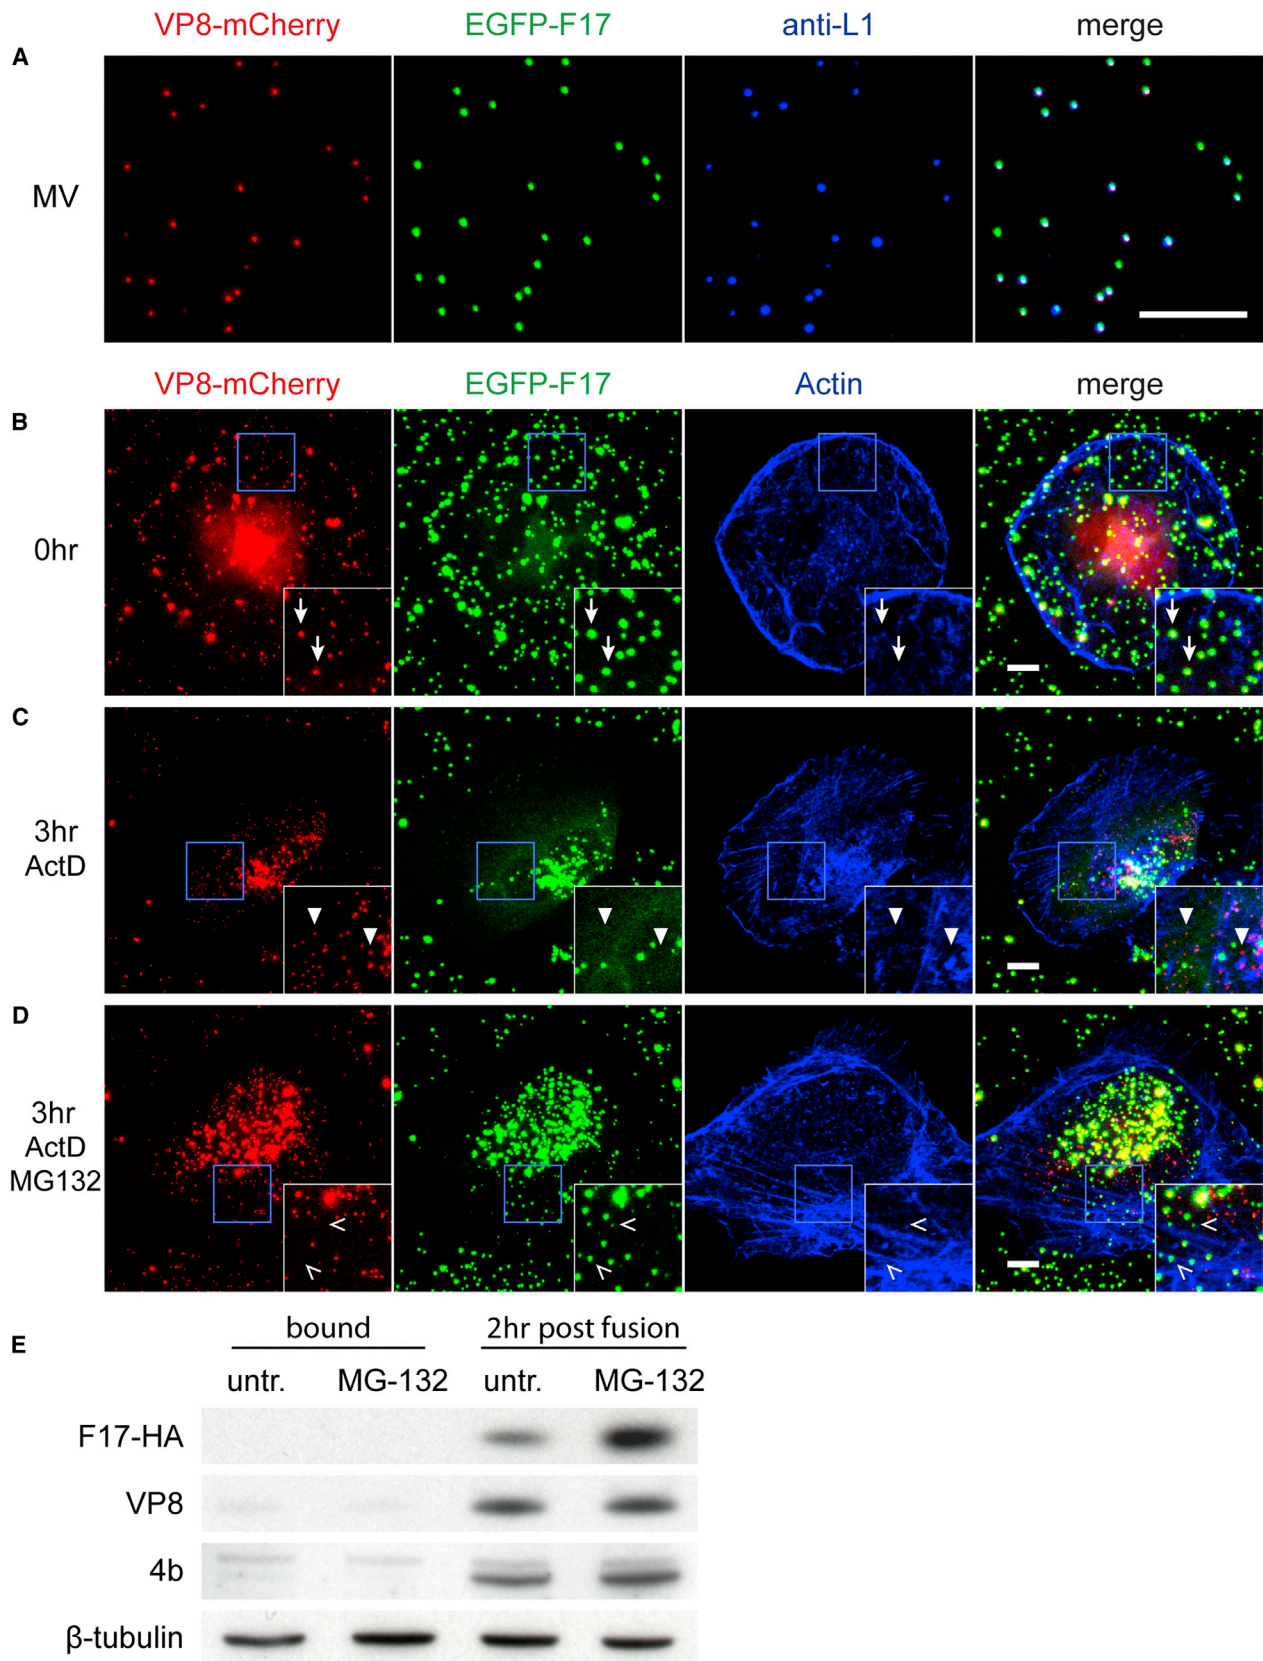 VP8-mCherry EGFP-F17 anti-L1 merge
A
MV
VP8-mCherry EGFP-F17 Actin merge
B
0hr
C
3hr
ActD
D
3hr
ActD
MG132
E
bound 2hr post fusion
untr. MG-132 untr. MG-132
F17-HA
VP8
4b
β-tubulin